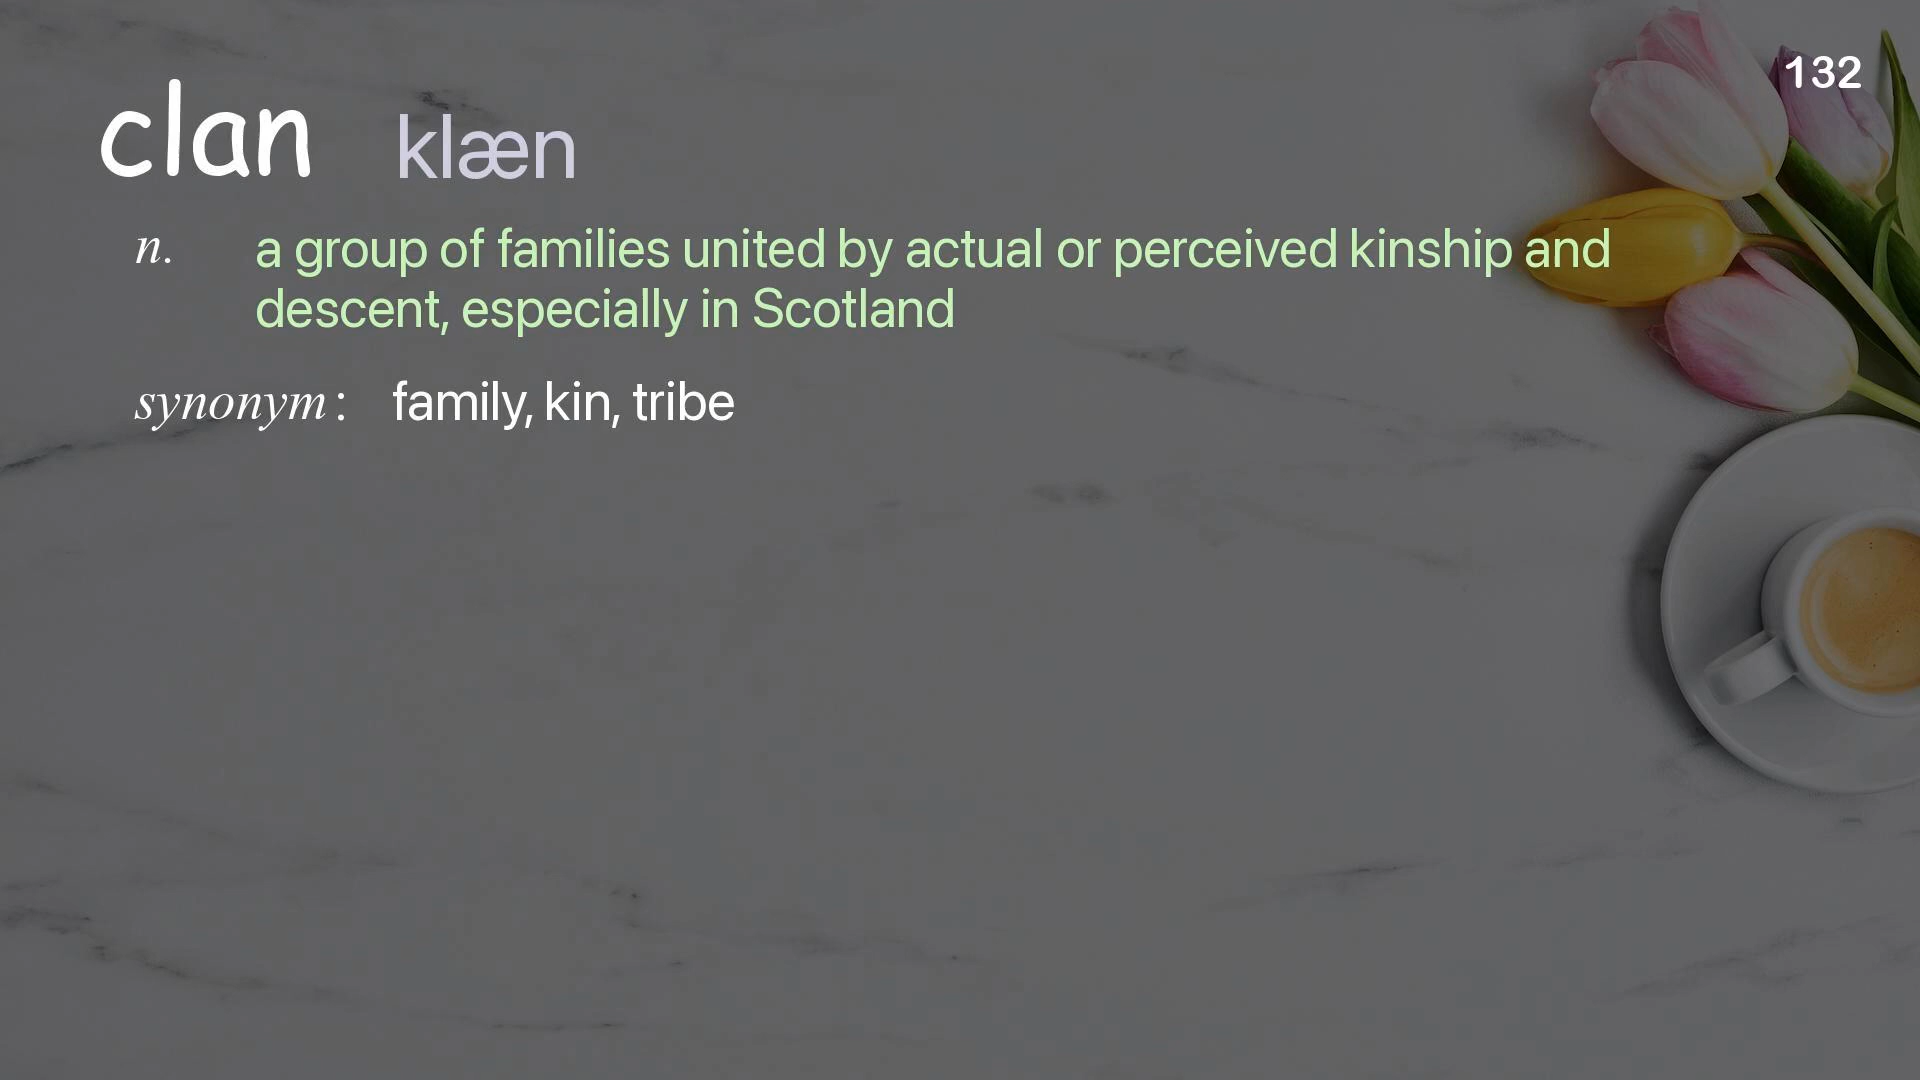 132
clan klæn
n. a group of families united by actual or perceived kinship and
descent, especially in Scotland
synonym: family, kin, tribe